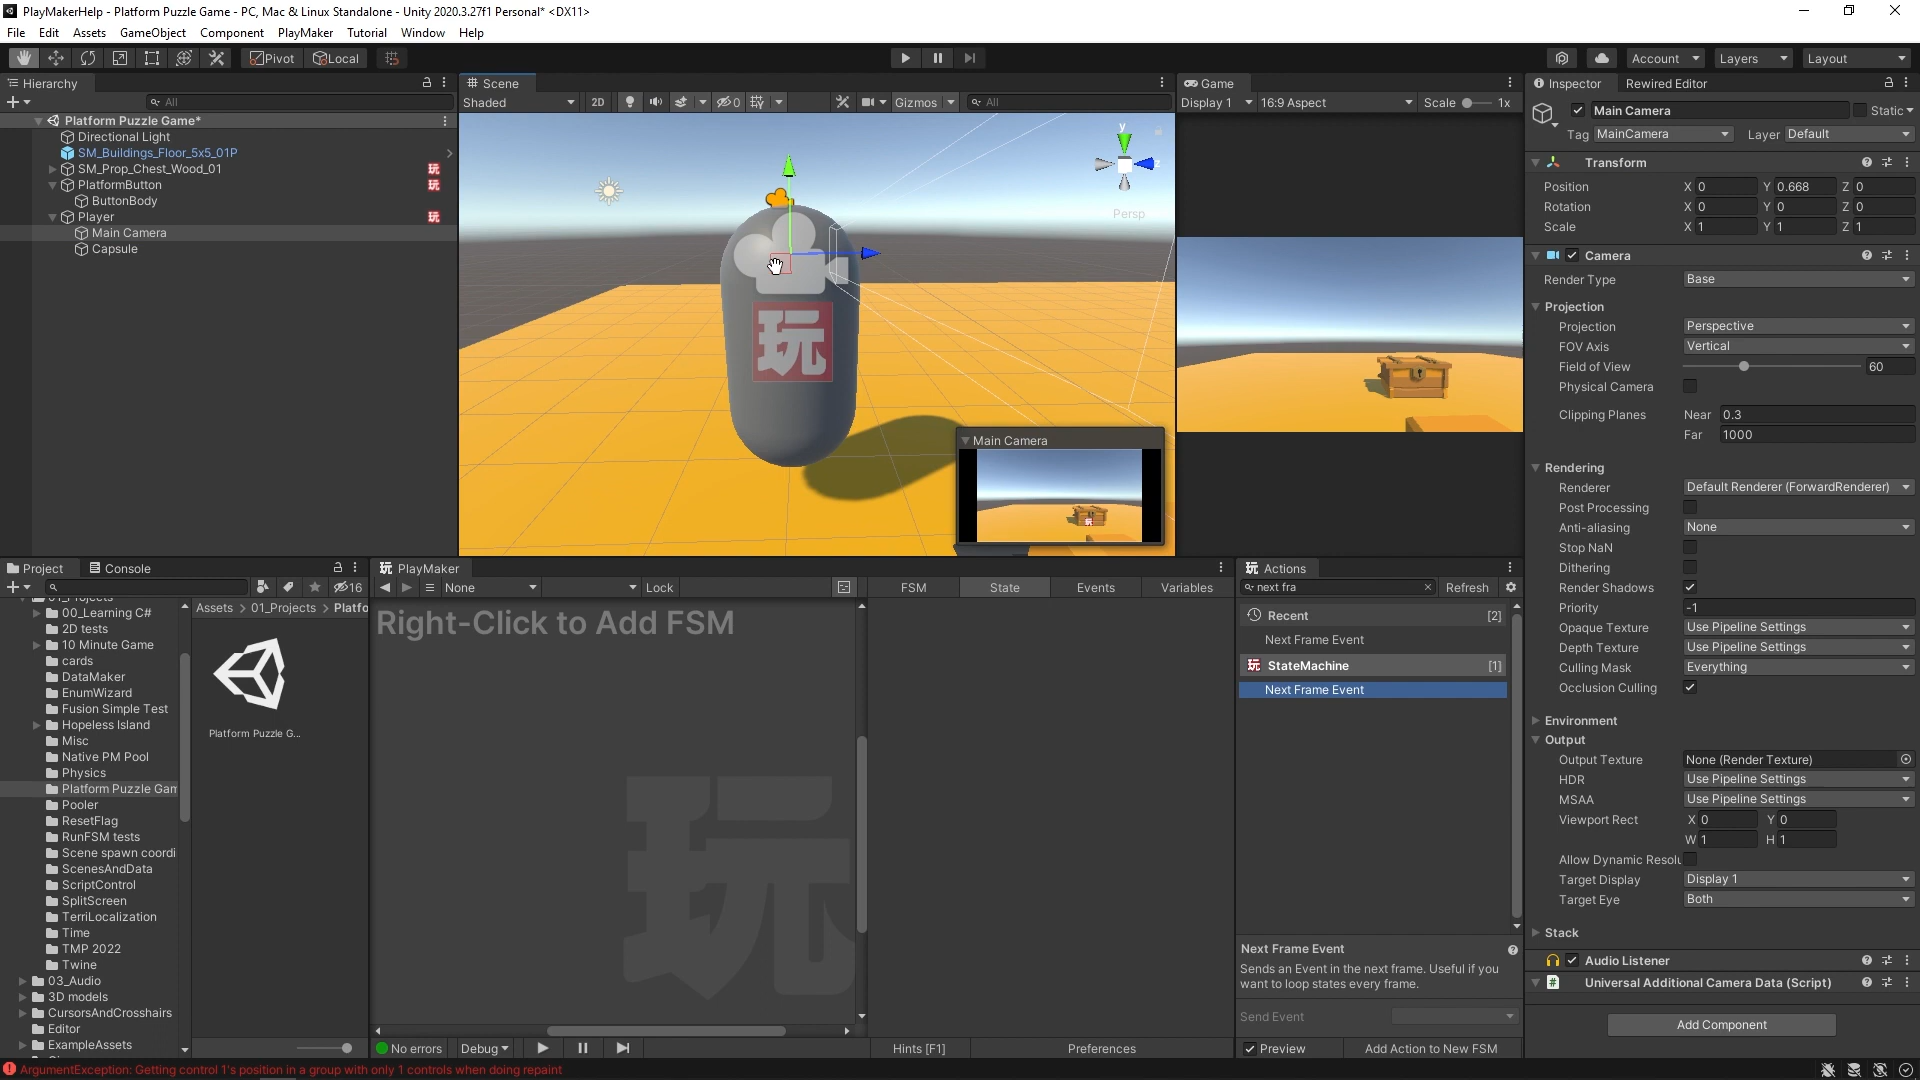 PlayMakerHelp - Platform Puzzle Game - PC, Mac & Linux Standalone - Unity 2020.3.27f1 Personal* <DX11>
File Edit Assets GameObject Component PlayMaker Tutorial Window Help
Pivot Local Account Layers Layout
Hierarchy
All
Platform Puzzle Game*
Directional Light
SM_Buildings_Floor_5x5_01P
SM_Prop_Chest_Wood_01 玩
PlatformButton 玩
ButtonBody
Player 玩
Main Camera
Capsule
Scene
Shaded 2D 0 Gizmos All
y
Persp
玩
Main Camera
Game
Display 1 16:9 Aspect Scale 1x
Inspector Rewired Editor
Main Camera Static
Tag MainCamera Layer Default
Transform
Position X 0 Y 0.668 Z 0
Rotation X 0 Y 0 Z 0
Scale X 1 Y 1 Z 1
Camera
Render Type Base
Projection
Projection Perspective
FOV Axis Vertical
Field of View 60
Physical Camera
Clipping Planes Near 0.3
Far 1000
Rendering
Renderer Default Renderer (ForwardRenderer)
Post Processing
Anti-aliasing None
Stop NaN
Dithering
Render Shadows
Priority -1
Opaque Texture Use Pipeline Settings
Depth Texture Use Pipeline Settings
Culling Mask Everything
Occlusion Culling
Environment
Output
Output Texture None (Render Texture)
HDR Use Pipeline Settings
MSAA Use Pipeline Settings
Viewport Rect X 0 Y 0
W 1 H 1
Allow Dynamic Resolu
Target Display Display 1
Target Eye Both
Stack
Audio Listener
# Universal Additional Camera Data (Script)
Add Component
Project Console
16
01_Projects
00_Learning C#
2D tests
10 Minute Game
cards
DataMaker
EnumWizard
Fusion Simple Test
Hopeless Island
Misc
Native PM Pool
Physics
Platform Puzzle Gam
Pooler
ResetFlag
RunFSM tests
Scene spawn coordi
ScenesAndData
ScriptControl
SplitScreen
TerriLocalization
Time
TMP 2022
Twine
03_Audio
3D models
CursorsAndCrosshairs
Editor
ExampleAssets
Assets > 01_Projects > Platfo
Platform Puzzle G...
玩 PlayMaker
None Lock FSM State Events Variables
Right-Click to Add FSM
玩
No errors Debug Hints [F1] Preferences
玩 Actions
next fra Refresh
Recent [2]
Next Frame Event
玩 StateMachine [1]
Next Frame Event
Next Frame Event
Sends an Event in the next frame. Useful if you
want to loop states every frame.
Send Event
Preview Add Action to New FSM
ArgumentException: Getting control 1's position in a group with only 1 controls when doing repaint